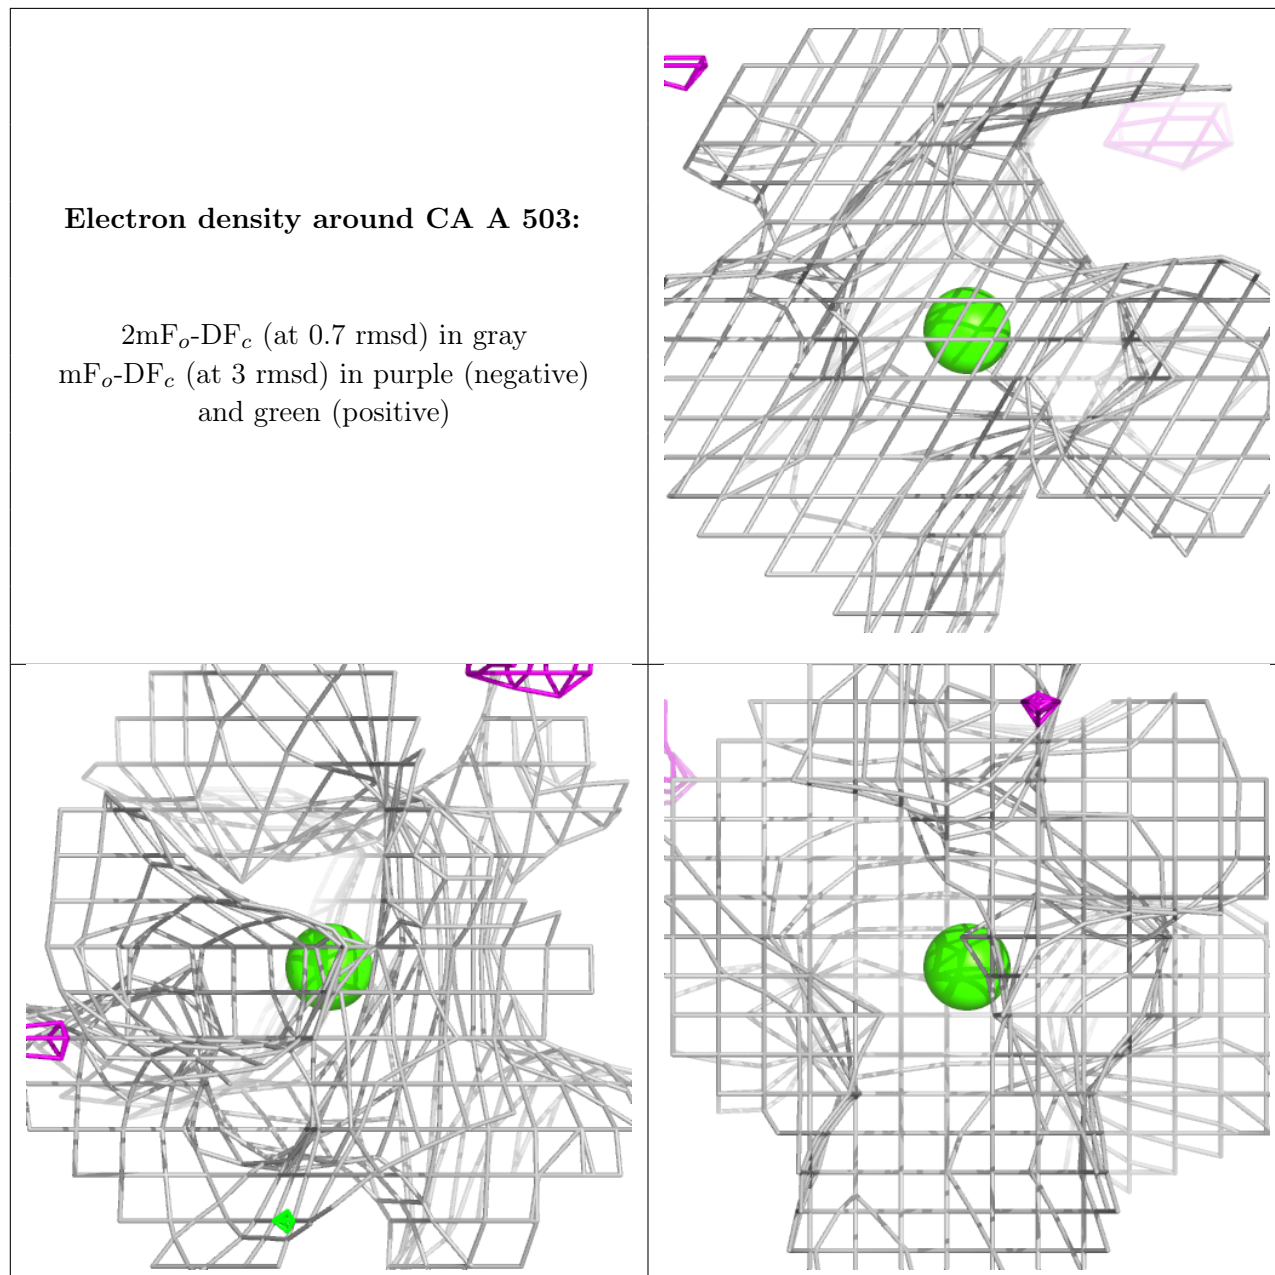 Electron density around CA A 503:
2mFo-DFc (at 0.7 rmsd) in gray
mFo-DFc (at 3 rmsd) in purple (negative)
and green (positive)